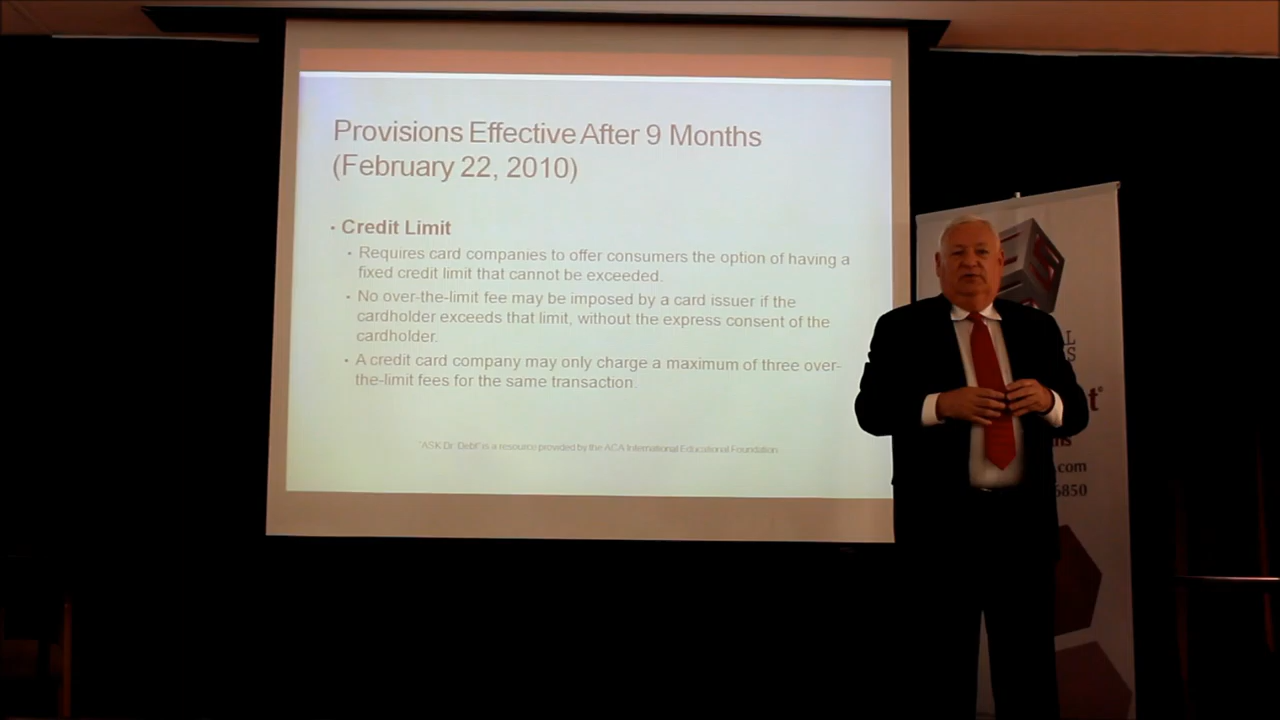 Provisions Effective After 9 Months
(February 22, 2010)
• Credit Limit
• Requires card companies to offer consumers the option of having a
fixed credit limit that cannot be exceeded.
• No over-the-limit fee may be imposed by a card issuer if the
cardholder exceeds that limit, without the express consent of the
cardholder.
• A credit card company may only charge a maximum of three over-
the-limit fees for the same transaction.
"ASK Dr. Debt" is a resource provided by the ACA International Educational Foundation
.com
6850